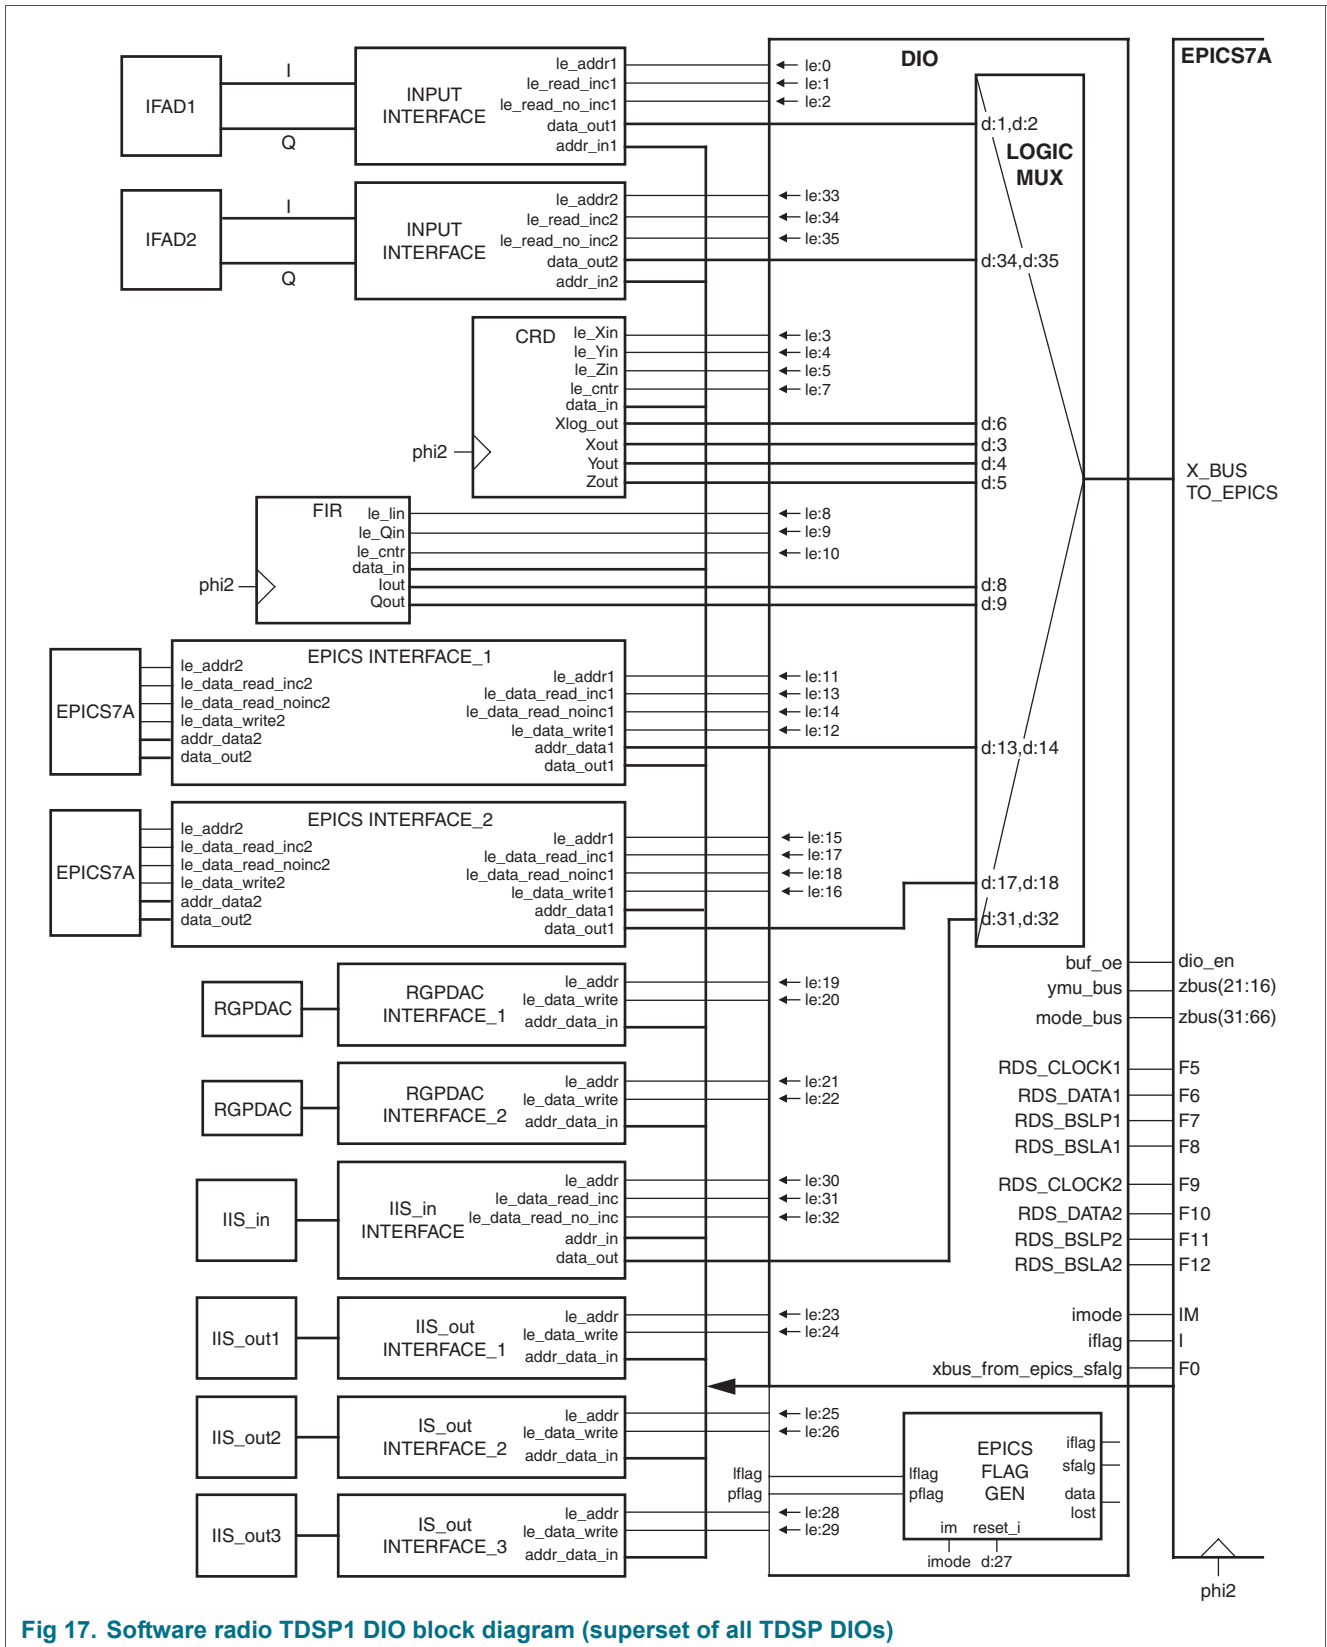 DIO
EPICS7A
IFAD1
I
Q
INPUT
INTERFACE
le_addr1
le_read_inc1
le_read_no_inc1
data_out1
addr_in1
le:0
le:1
le:2
d:1,d:2
LOGIC
MUX
IFAD2
I
Q
INPUT
INTERFACE
le_addr2
le_read_inc2
le_read_no_inc2
data_out2
addr_in2
le:33
le:34
le:35
d:34,d:35
CRD
phi2
le_Xin
le_Yin
le_Zin
le_cntr
data_in
Xlog_out
Xout
Yout
Zout
le:3
le:4
le:5
le:7
d:6
d:3
d:4
d:5
X_BUS
TO_EPICS
FIR
phi2
le_Iin
le_Qin
le_cntr
data_in
Iout
Qout
le:8
le:9
le:10
d:8
d:9
EPICS7A
EPICS INTERFACE_1
le_addr2
le_data_read_inc2
le_data_read_noinc2
le_data_write2
addr_data2
data_out2
le_addr1
le_data_read_inc1
le_data_read_noinc1
le_data_write1
addr_data1
data_out1
le:11
le:13
le:14
le:12
d:13,d:14
EPICS7A
EPICS INTERFACE_2
le_addr2
le_data_read_inc2
le_data_read_noinc2
le_data_write2
addr_data2
data_out2
le_addr1
le_data_read_inc1
le_data_read_noinc1
le_data_write1
addr_data1
data_out1
le:15
le:17
le:18
le:16
d:17,d:18
d:31,d:32
RGPDAC
RGPDAC
INTERFACE_1
le_addr
le_data_write
addr_data_in
le:19
le:20
RGPDAC
RGPDAC
INTERFACE_2
le_addr
le_data_write
addr_data_in
le:21
le:22
IIS_in
IIS_in
INTERFACE
le_addr
le_data_read_inc
le_data_read_no_inc
addr_in
data_out
le:30
le:31
le:32
IIS_out1
IIS_out
INTERFACE_1
le_addr
le_data_write
addr_data_in
le:23
le:24
IIS_out2
IS_out
INTERFACE_2
le_addr
le_data_write
addr_data_in
le:25
le:26
IIS_out3
IS_out
INTERFACE_3
le_addr
le_data_write
addr_data_in
le:28
le:29
buf_oe
dio_en
ymu_bus
zbus(21:16)
mode_bus
zbus(31:66)
RDS_CLOCK1
F5
RDS_DATA1
F6
RDS_BSLP1
F7
RDS_BSLA1
F8
RDS_CLOCK2
F9
RDS_DATA2
F10
RDS_BSLP2
F11
RDS_BSLA2
F12
imode
IM
iflag
I
xbus_from_epics_sfalg
F0
lflag
pflag
lflag
pflag
EPICS
FLAG
GEN
iflag
sfalg
data
lost
im
reset_i
imode
d:27
phi2
Fig 17. Software radio TDSP1 DIO block diagram (superset of all TDSP DIOs)